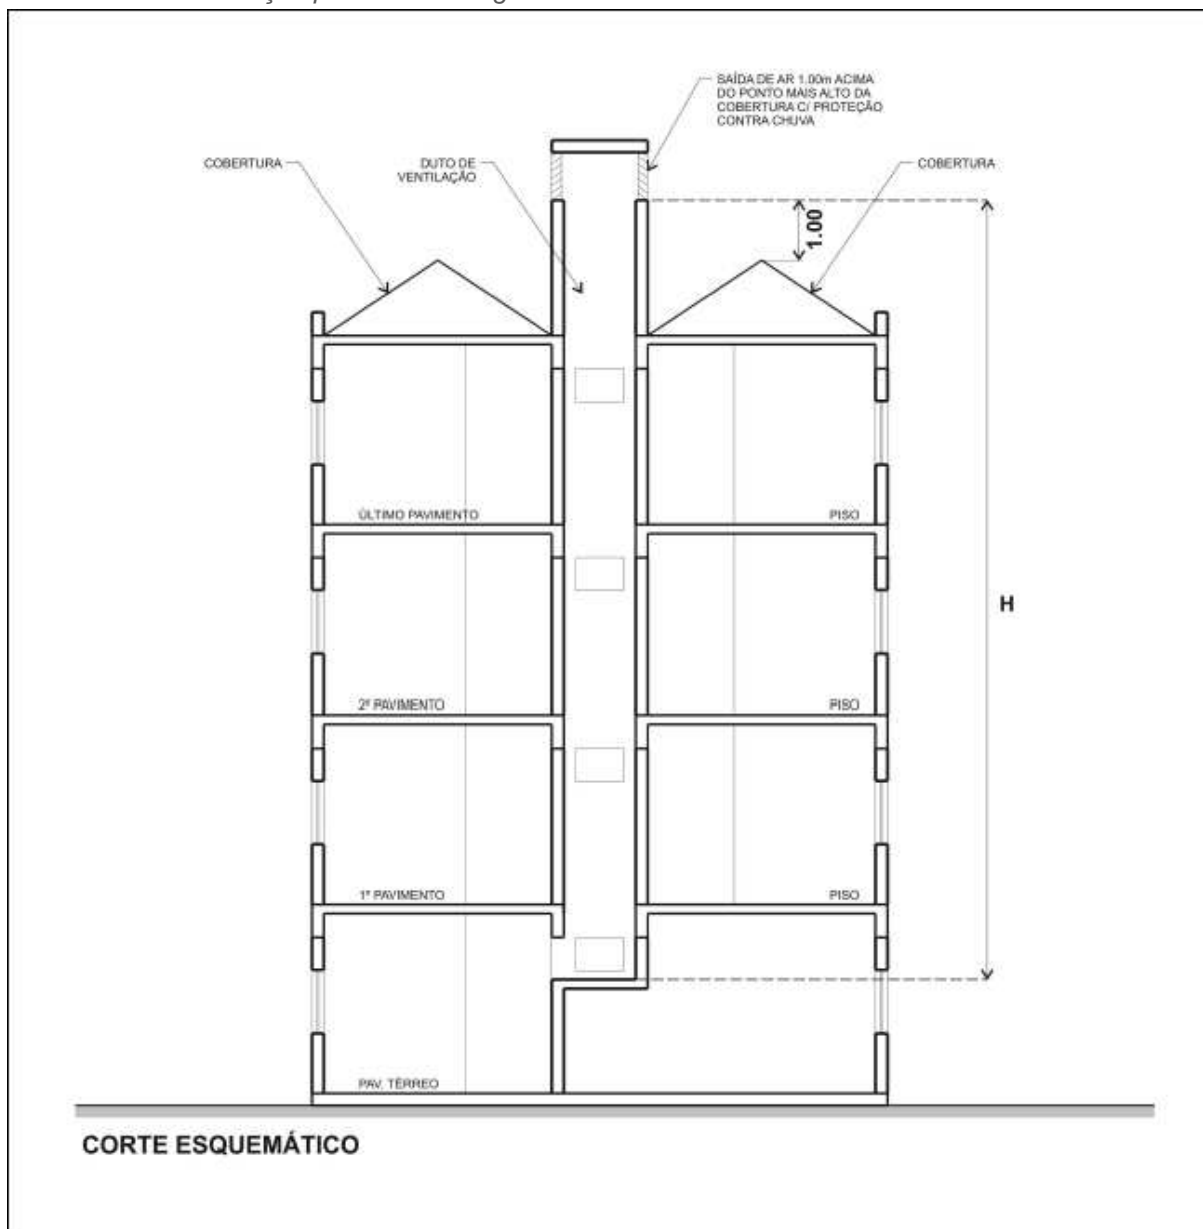 SAÍDA DE AR 1.00m ACIMA
DO PONTO MAIS ALTO DA
COBERTURA C/ PROTEÇÃO
CONTRA CHUVA
COBERTURA
DUTO DE
VENTILAÇÃO
COBERTURA
1.00
ÚLTIMO PAVIMENTO
PISO
H
2º PAVIMENTO
PISO
1º PAVIMENTO
PISO
PAV. TÉRREO
CORTE ESQUEMÁTICO